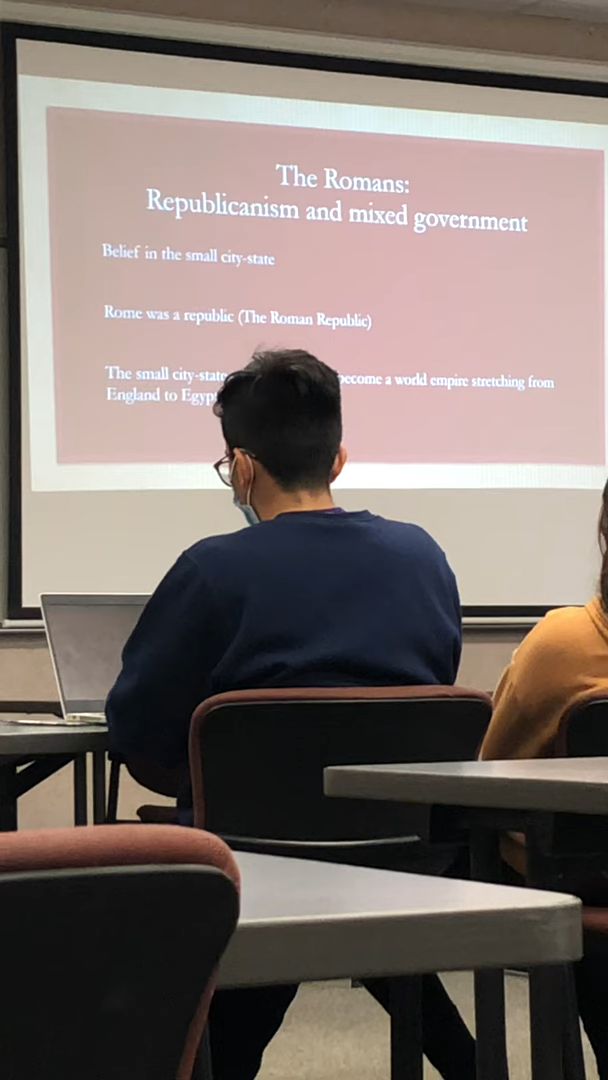 The Romans:
Republicanism and mixed government
Belief in the small city-state
Rome was a republic (The Roman Republic)
The small city-state become a world empire stretching from
England to Egypt